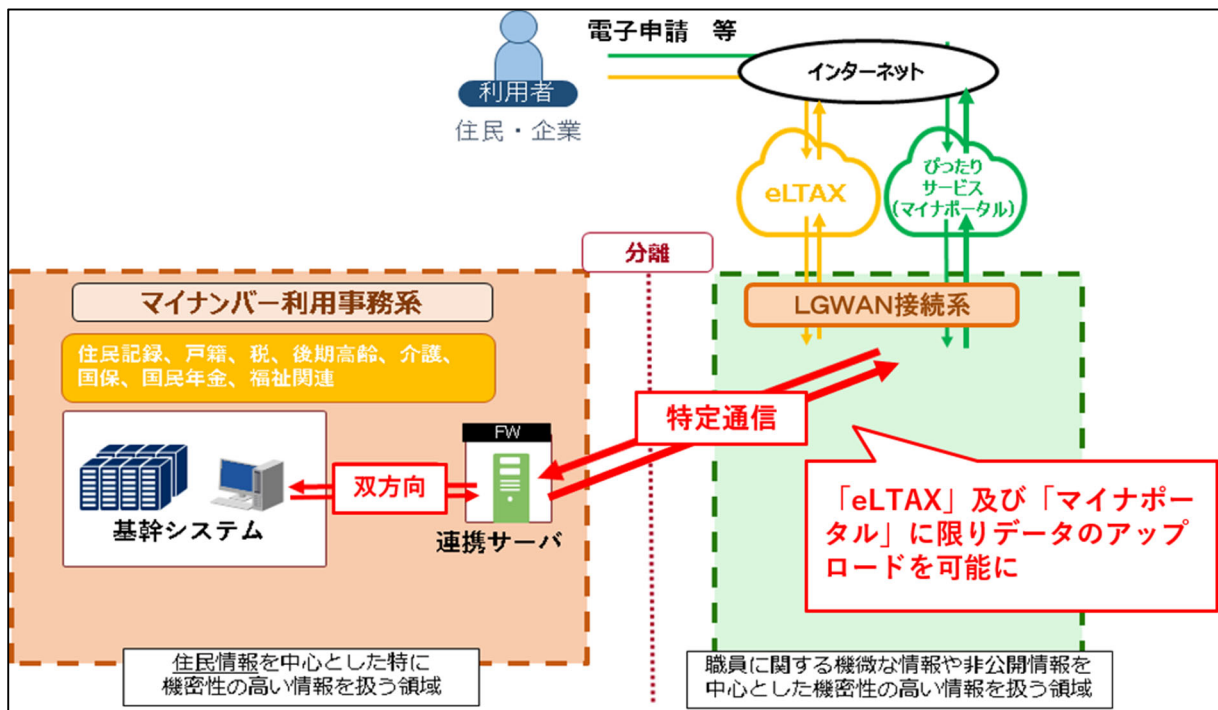 電子申請　等
インターネット
利用者
住民・企業
eLTAX
ぴったり
サービス
(マイナポータル)
分離
マイナンバー利用事務系
LGWAN接続系
住民記録、戸籍、税、後期高齢、介護、
国保、国民年金、福祉関連
特定通信
FW
双方向
基幹システム
連携サーバ
「eLTAX」及び「マイナポー
タル」に限りデータのアップ
ロードを可能に
住民情報を中心とした特に
機密性の高い情報を扱う領域
職員に関する機微な情報や非公開情報を
中心とした機密性の高い情報を扱う領域